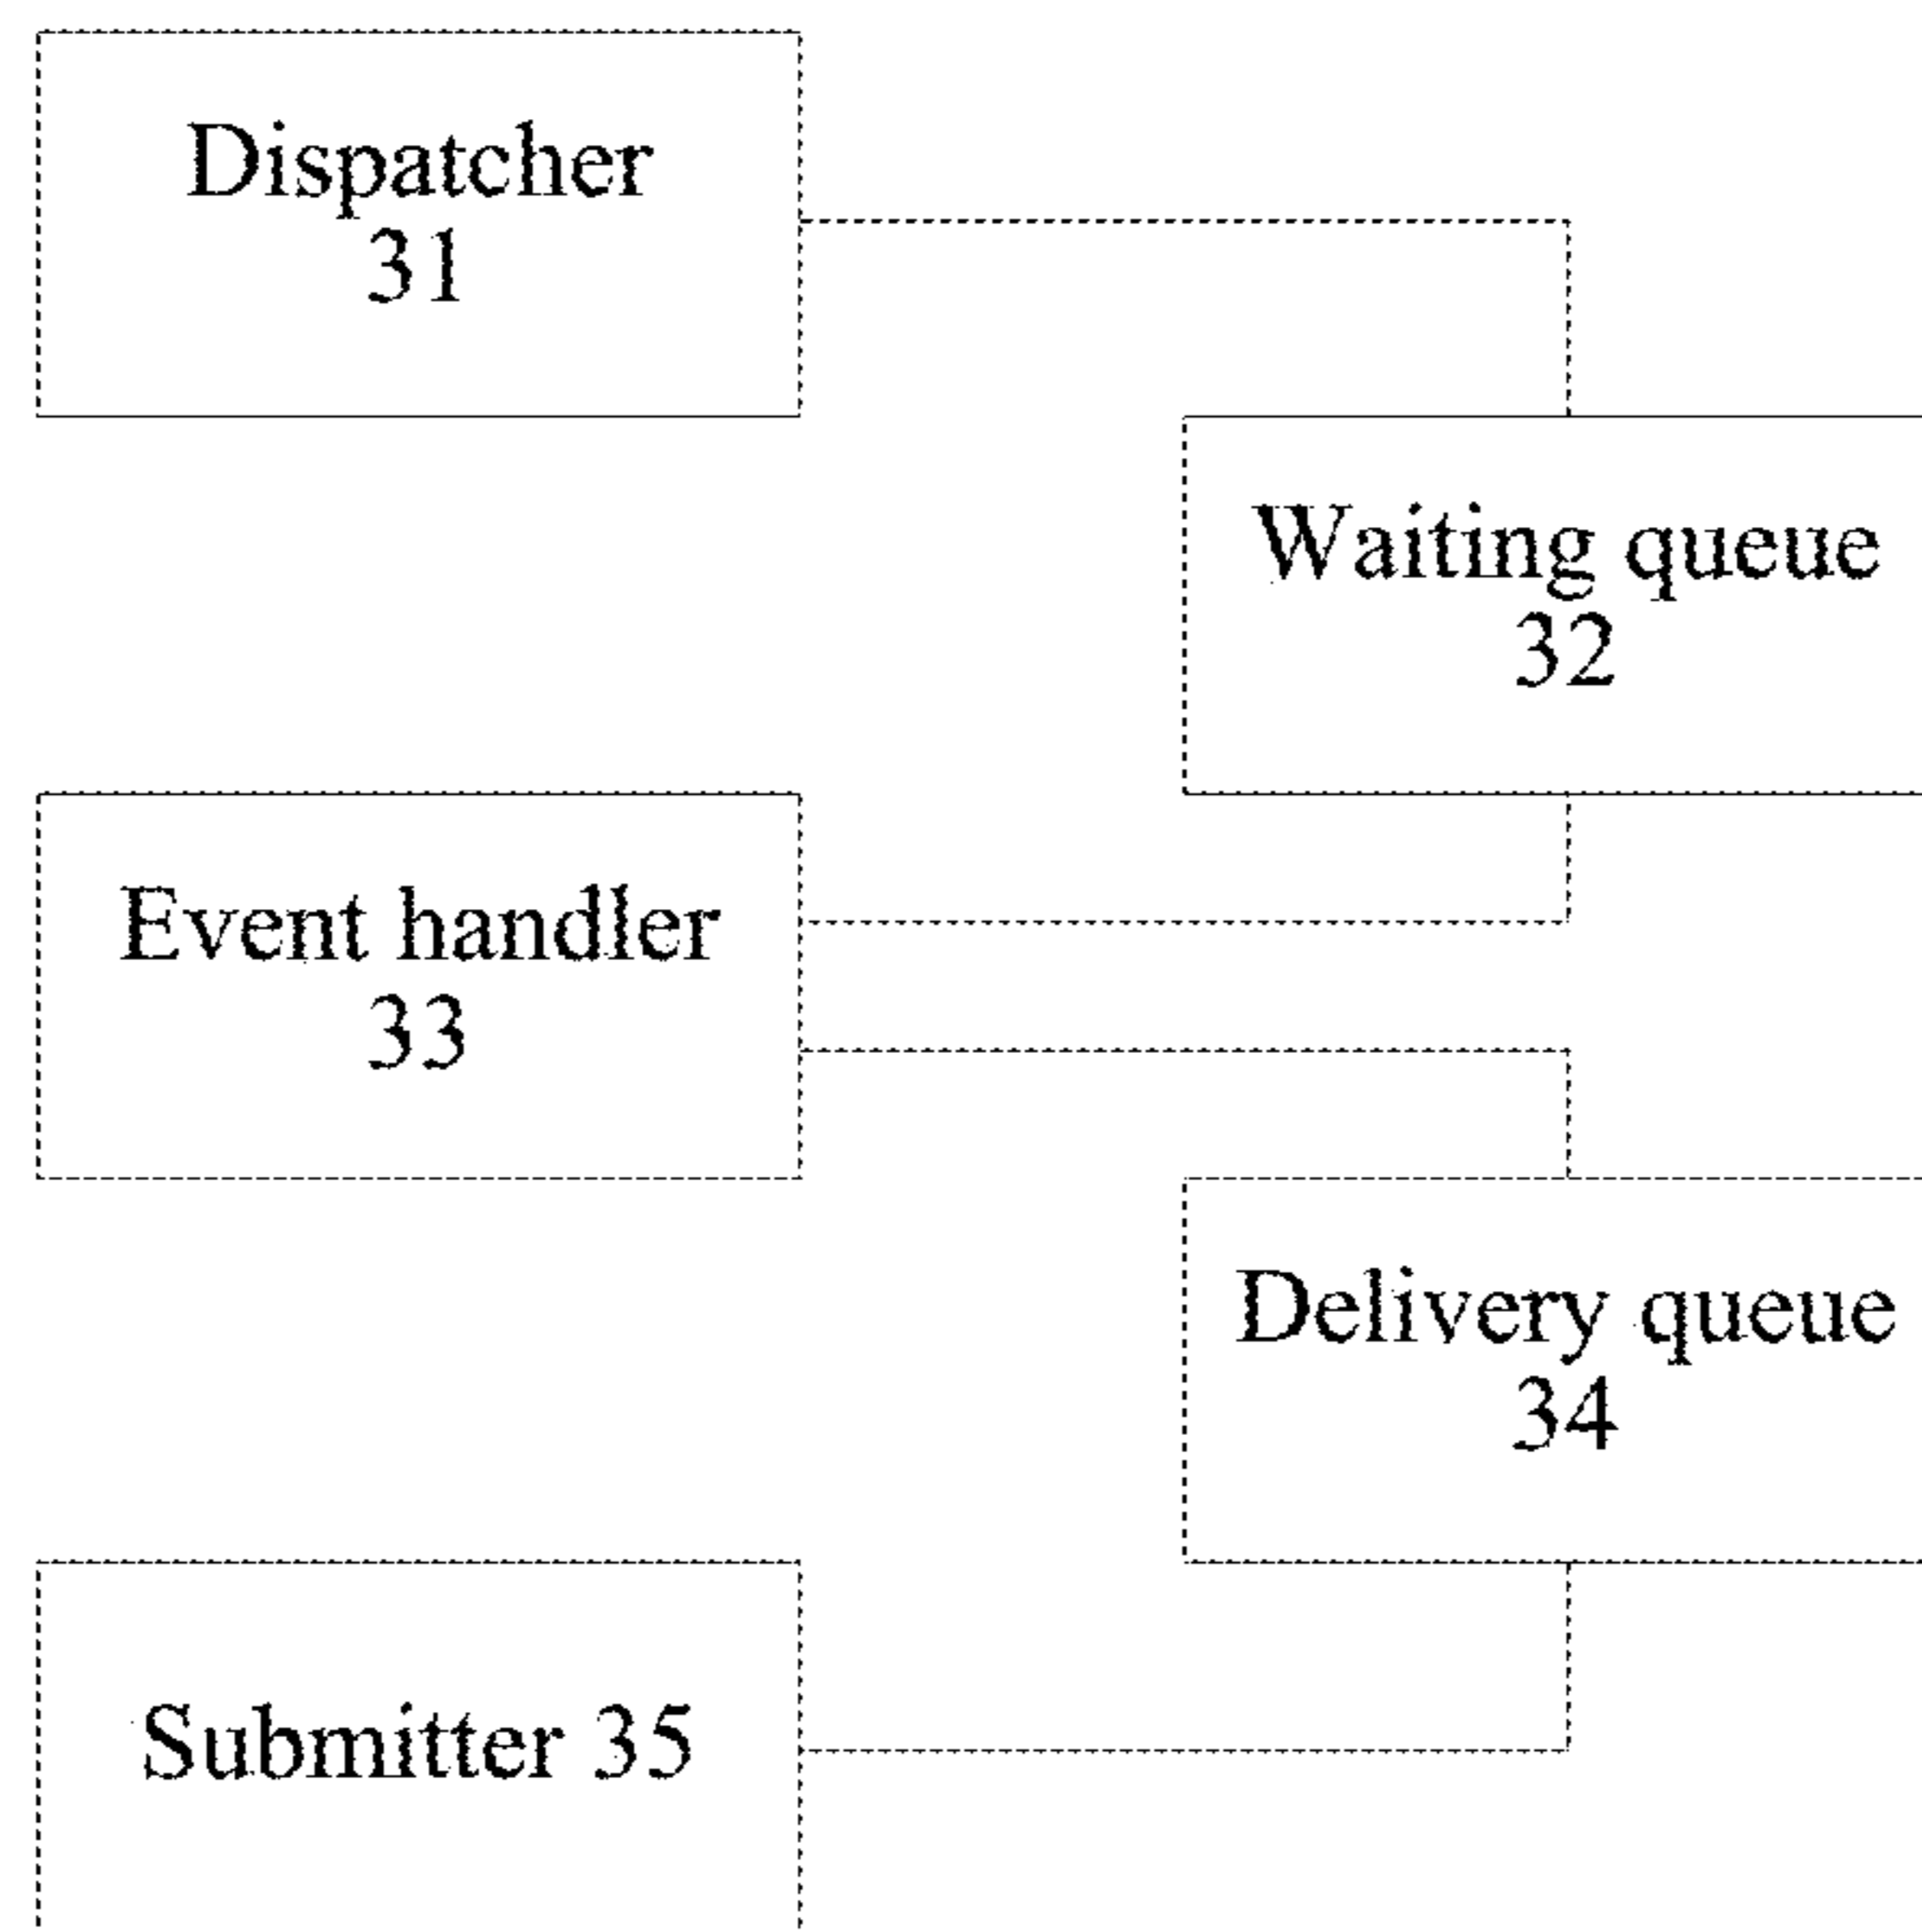 Dispatcher
31
Waiting queue
32
Event handler
33
Delivery queue
34
Submitter 35